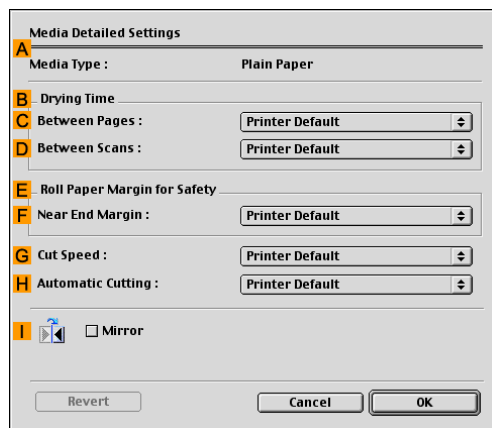 Media Detailed Settings
A
Media Type : Plain Paper
B Drying Time
C Between Pages : Printer Default
D Between Scans : Printer Default
E Roll Paper Margin for Safety
F Near End Margin : Printer Default
G Cut Speed : Printer Default
H Automatic Cutting : Printer Default
I Mirror
Revert Cancel OK